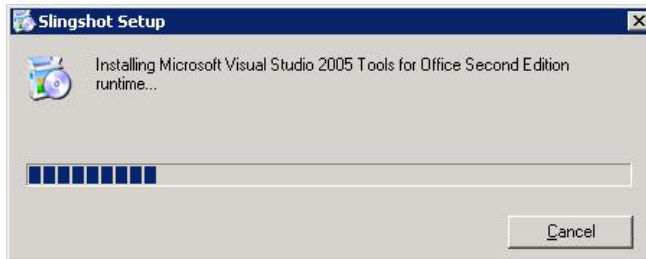 Slingshot Setup
Installing Microsoft Visual Studio 2005 Tools for Office Second Edition
runtime...
Cancel